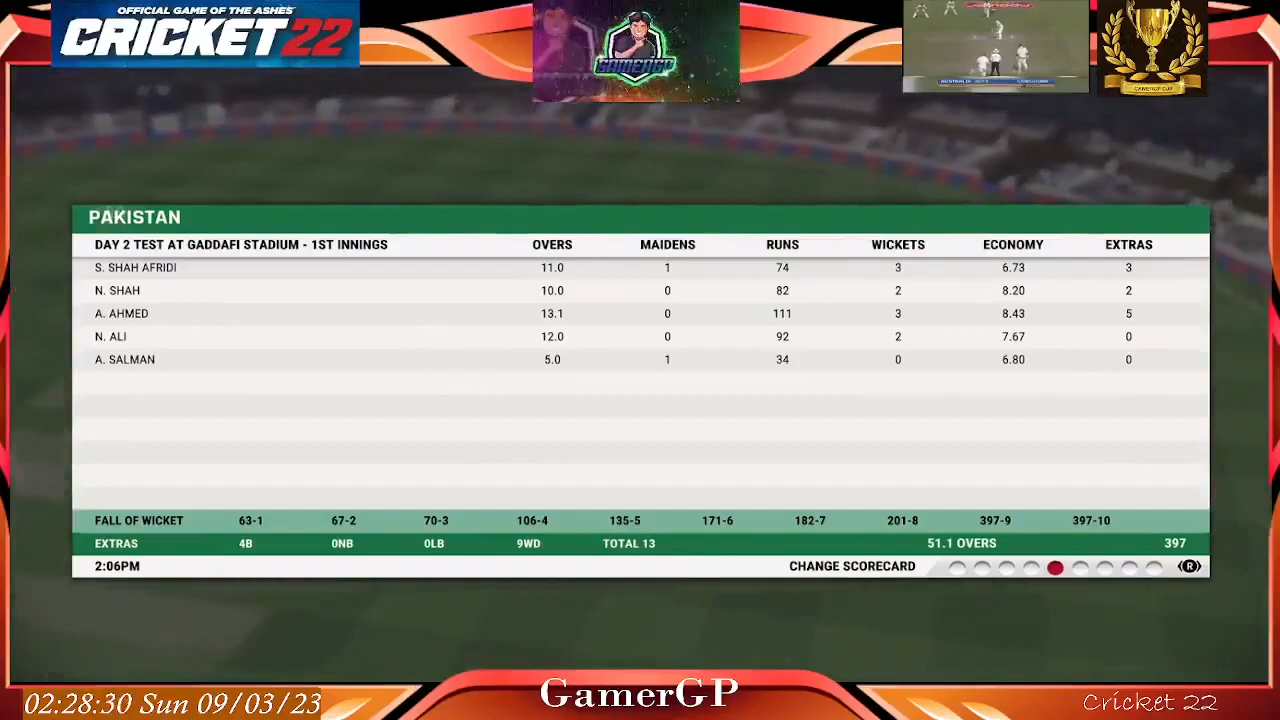 OFFICIAL GAME OF THE ASHES
CRICKET 22
GAMERGP
GAMERGP CUP
PAKISTAN
DAY 2 TEST AT GADDAFI STADIUM - 1ST INNINGS OVERS MAIDENS RUNS WICKETS ECONOMY EXTRAS
S. SHAH AFRIDI 11.0 1 74 3 6.73 3
N. SHAH 10.0 0 82 2 8.20 2
A. AHMED 13.1 0 111 3 8.43 5
N. ALI 12.0 0 92 2 7.67 0
A. SALMAN 5.0 1 34 0 6.80 0
FALL OF WICKET 63-1 67-2 70-3 106-4 135-5 171-6 182-7 201-8 397-9 397-10
EXTRAS 4B 0NB 0LB 9WD TOTAL 13 51.1 OVERS 397
2:06PM CHANGE SCORECARD R
02:28:30 Sun 09/03/23
GamerGP
Cricket 22